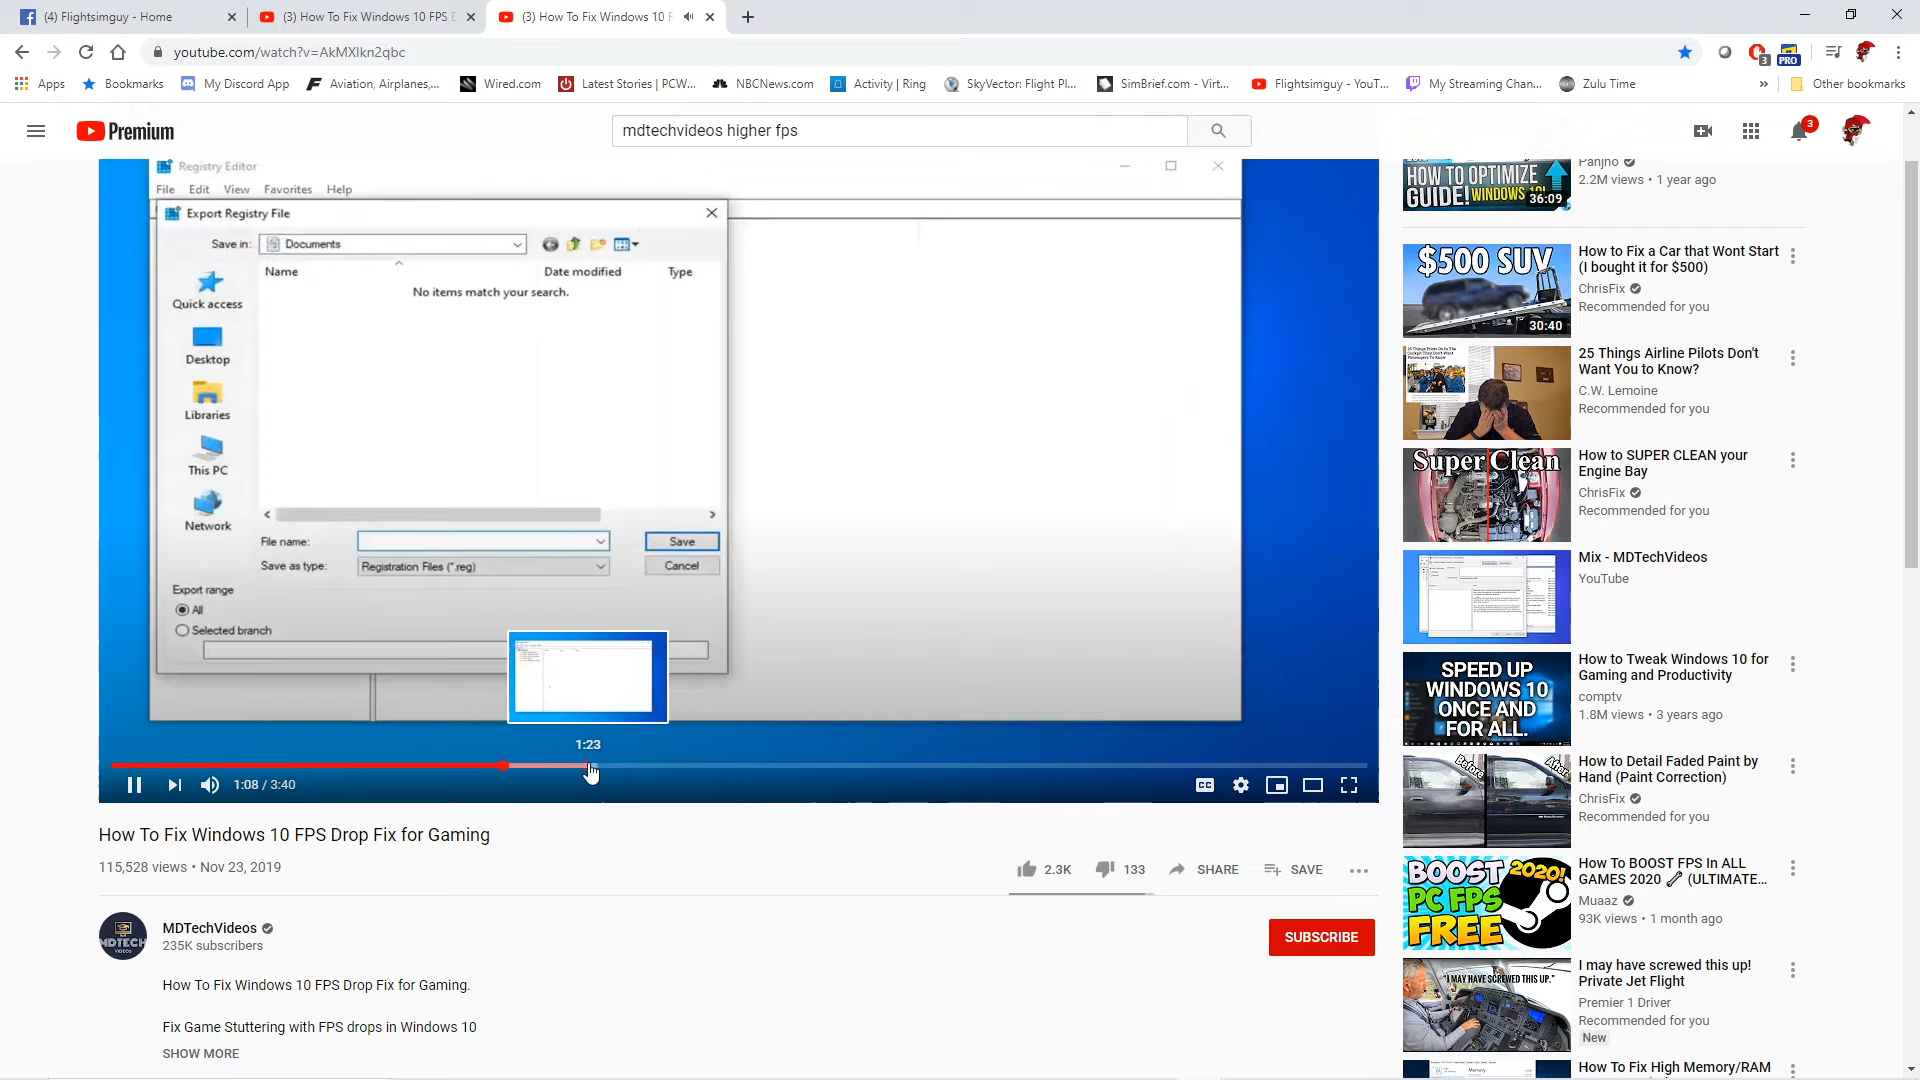 (4) Flightsimguy - Home
(3) How To Fix Windows 10 FPS D
(3) How To Fix Windows 10 F
youtube.com/watch?v=AkMXlkn2qbc
3
PRO
Apps
Bookmarks
My Discord App
Aviation, Airplanes,...
Wired.com
Latest Stories | PCW...
NBCNews.com
Activity | Ring
SkyVector: Flight Pl...
SimBrief.com - Virt...
Flightsimguy - YouT...
My Streaming Chan...
Zulu Time
»
Other bookmarks
Premium
mdtechvideos higher fps
3
Registry Editor
File Edit View Favorites Help
Export Registry File
Save in:
Documents
Name
Date modified
Type
No items match your search.
Quick access
Desktop
Libraries
This PC
Network
File name:
Save
Save as type:
Registration Files (*.reg)
Cancel
Export range
All
Selected branch
1:23
1:08 / 3:40
CC
How To Fix Windows 10 FPS Drop Fix for Gaming
115,528 views • Nov 23, 2019
2.3K
133
SHARE
SAVE
MDTECH
VIDEOS
MDTechVideos
235K subscribers
SUBSCRIBE
How To Fix Windows 10 FPS Drop Fix for Gaming.
Fix Game Stuttering with FPS drops in Windows 10
SHOW MORE
HOW TO OPTIMIZE
GUIDE! WINDOWS 10!
36:09
Panjno
2.2M views • 1 year ago
$500 SUV
30:40
How to Fix a Car that Wont Start
(I bought it for $500)
ChrisFix
Recommended for you
25 Things Airline Pilots Don't
Want You to Know?
C.W. Lemoine
Recommended for you
Super Clean
How to SUPER CLEAN your
Engine Bay
ChrisFix
Recommended for you
Mix - MDTechVideos
YouTube
SPEED UP
WINDOWS 10
ONCE AND
FOR ALL.
How to Tweak Windows 10 for
Gaming and Productivity
comptv
1.8M views • 3 years ago
Before
After
How to Detail Faded Paint by
Hand (Paint Correction)
ChrisFix
Recommended for you
BOOST
PC FPS
FREE
2020!
How To BOOST FPS In ALL
GAMES 2020 🦴 (ULTIMATE...
Muaaz
93K views • 1 month ago
"I MAY HAVE SCREWED THIS UP."
I may have screwed this up!
Private Jet Flight
Premier 1 Driver
Recommended for you
New
How To Fix High Memory/RAM